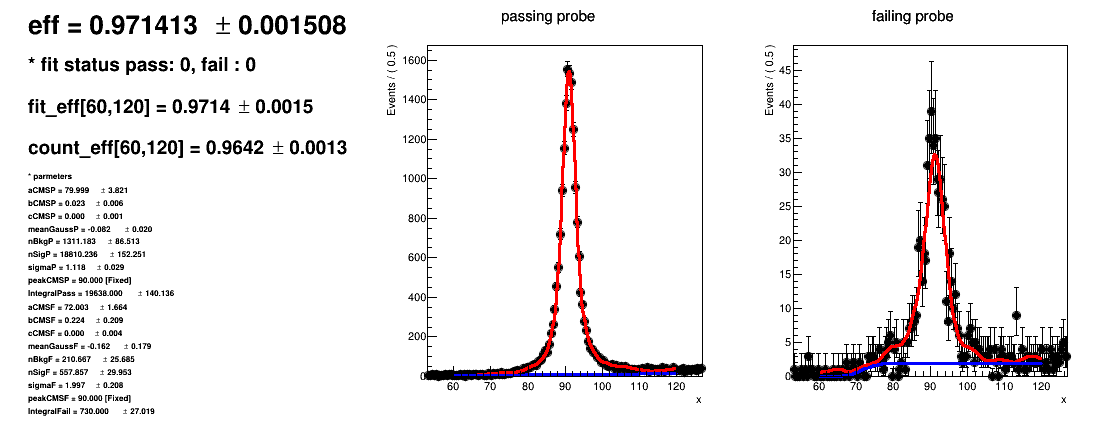 eff = 0.971413 ± 0.001508
* fit status pass: 0, fail : 0
fit_eff[60,120] = 0.9714 ± 0.0015
count_eff[60,120] = 0.9642 ± 0.0013
* parmeters
aCMSP = 79.999 ± 3.821
bCMSP = 0.023 ± 0.006
cCMSP = 0.000 ± 0.001
meanGaussP = -0.082 ± 0.020
nBkgP = 1311.183 ± 86.513
nSigP = 18810.236 ± 152.251
sigmaP = 1.118 ± 0.029
peakCMSP = 90.000 [Fixed]
IntegralPass = 19638.000 ± 140.136
aCMSF = 72.003 ± 1.664
bCMSF = 0.224 ± 0.209
cCMSF = 0.000 ± 0.004
meanGaussF = -0.162 ± 0.179
nBkgF = 210.667 ± 25.685
nSigF = 557.857 ± 29.953
sigmaF = 1.997 ± 0.208
peakCMSF = 90.000 [Fixed]
IntegralFail = 730.000 ± 27.019
passing probe
Events / ( 0.5 )
1600
1400
1200
1000
800
600
400
200
0
60 70 80 90 100 110 120
x
failing probe
Events / ( 0.5 )
45
40
35
30
25
20
15
10
5
0
60 70 80 90 100 110 120
x